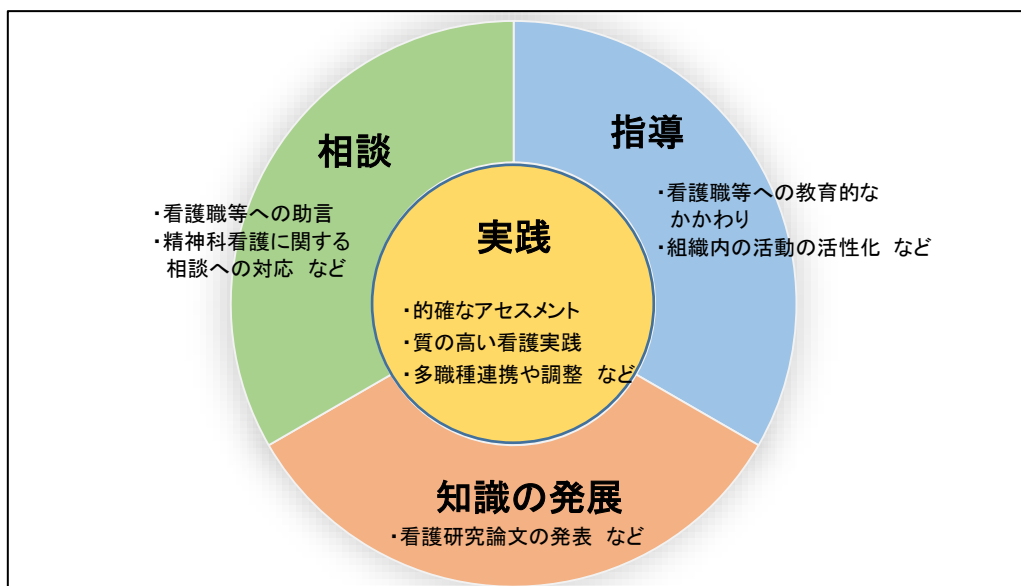 相談
・看護職等への助言
・精神科看護に関する
相談への対応 など
指導
・看護職等への教育的な
かかわり
・組織内の活動の活性化 など
実践
・的確なアセスメント
・質の高い看護実践
・多職種連携や調整 など
知識の発展
・看護研究論文の発表 など